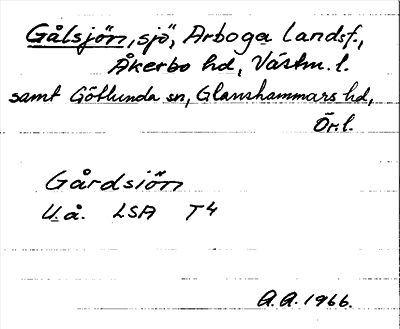 Gålsjön, sjö, Arboga landsf.,
Åkerbo hd, Västm. l.
samt Götlunda sn, Glanshammars hd,
Ör. l.
Gårdsiön
U.å. LSA T4
A.A. 1966.